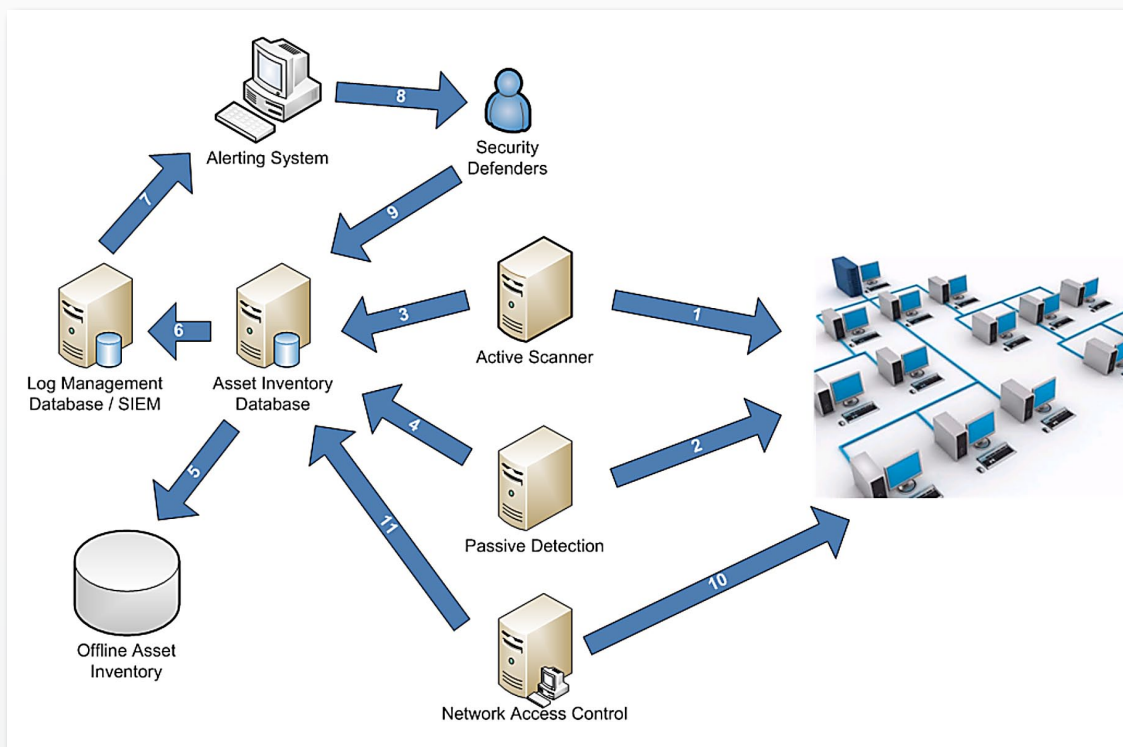 8
Alerting System
Security
Defenders
7
9
3
1
6
Active Scanner
Log Management
Database / SIEM
Asset Inventory
Database
4
2
5
11
Passive Detection
10
Offline Asset
Inventory
Network Access Control